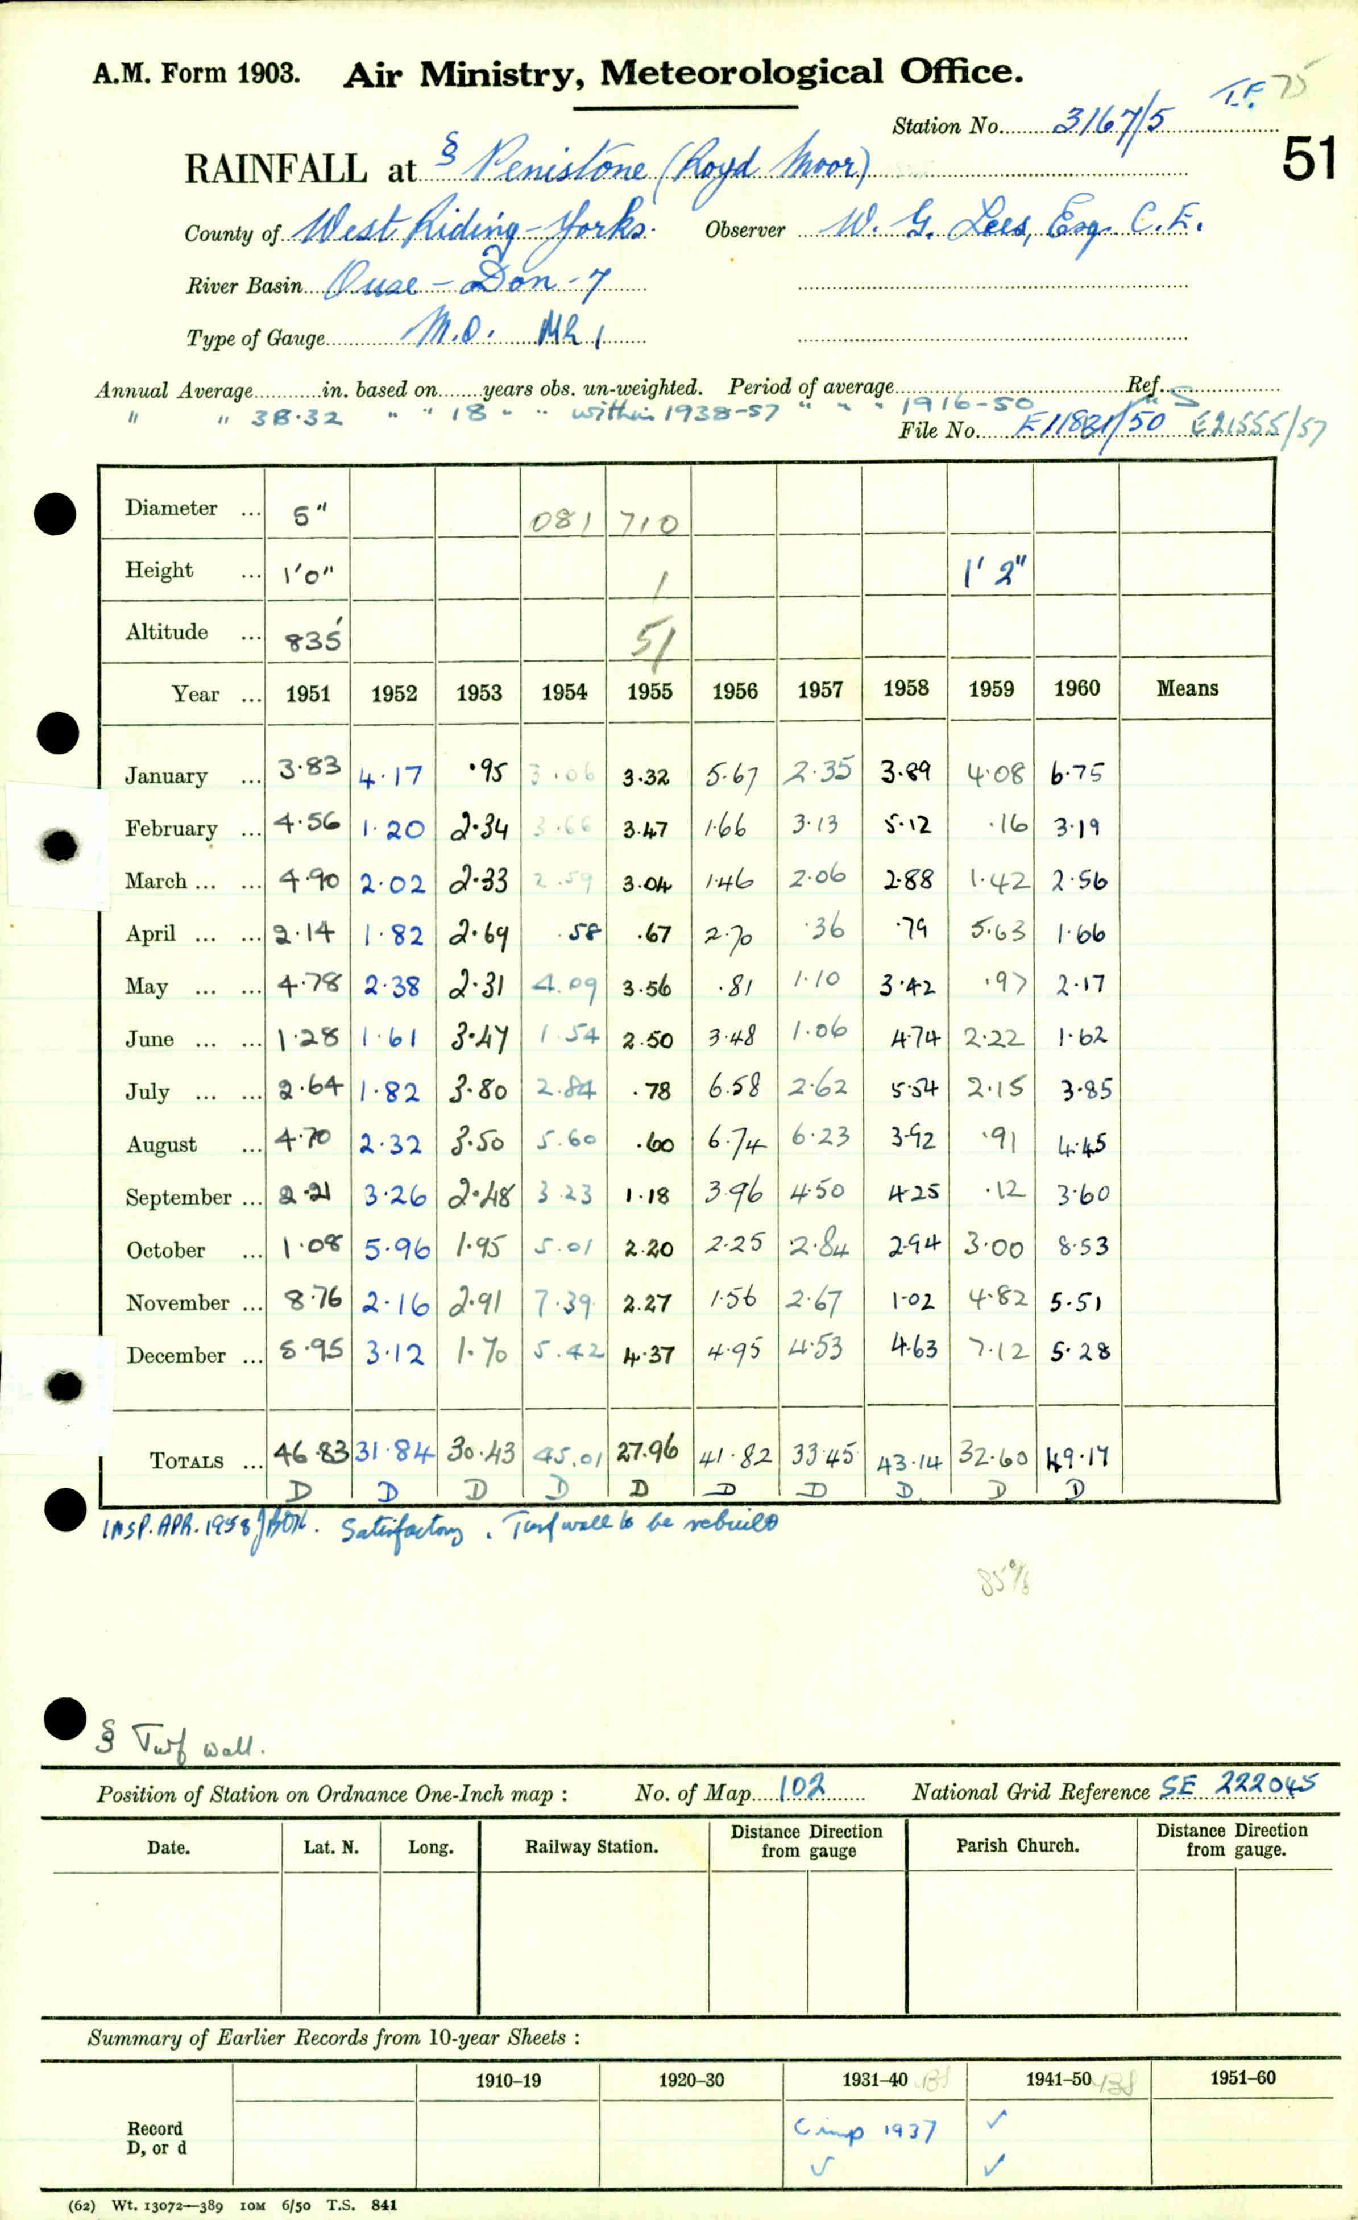 A.M. Form 1903. Air Ministry, Meteorological Office.
T.F. 75
Station No. 3167/5
51
RAINFALL at § Penistone (Royd Moor)
County of West Riding - Yorks. Observer W. G. Lees, Esq. C.E.
River Basin Ouse - Don - 7
Type of Gauge M.O. MK 1
Annual Average in. based on years obs. un-weighted. Period of average Ref.
" " 38.32 " " 18 " " within 1938-57 " " " 1916-50
File No. E11831/50 E21555/57
Diameter ... 5" 081 710
Height ... 1'0" 1 1' 2"
Altitude ... 835' 51
Year ... 1951 1952 1953 1954 1955 1956 1957 1958 1959 1960 Means
January ... 3.83 4.17 .95 3.06 3.32 5.67 2.35 3.89 4.08 6.75
February ... 4.56 1.20 2.34 3.66 3.47 1.66 3.13 5.12 .16 3.19
March ... ... 4.90 2.02 2.33 2.59 3.04 1.46 2.06 2.88 1.42 2.56
April ... ... 2.14 1.82 2.69 .58 .67 2.70 .36 .79 5.63 1.66
May ... ... 4.78 2.38 2.31 4.09 3.56 .81 1.10 3.42 .97 2.17
June ... ... 1.28 1.61 3.47 1.54 2.50 3.48 1.06 4.74 2.22 1.62
July ... ... 2.64 1.82 3.80 2.84 .78 6.58 2.62 5.54 2.15 3.85
August ... 4.70 2.32 3.50 5.60 .60 6.74 6.23 3.92 .91 4.45
September ... 2.21 3.26 2.48 3.23 1.18 3.96 4.50 4.25 .12 3.60
October ... 1.08 5.96 1.95 5.01 2.20 2.25 2.84 2.94 3.00 8.53
November ... 8.76 2.16 2.91 7.39 2.27 1.56 2.67 1.02 4.82 5.51
December ... 5.95 3.12 1.70 5.42 4.37 4.95 4.53 4.63 7.12 5.28
TOTALS ... 46.83 31.84 30.43 45.01 27.96 41.82 33.45 43.14 32.60 49.17
D D D D D D D D D D
INSP. APR. 1958 Satisfactory. Turf wall to be rebuilt
85%
§ Turf wall.
Position of Station on Ordnance One-Inch map : No. of Map 102 National Grid Reference SE 222045
Date. Lat. N. Long. Railway Station. Distance Direction from gauge Parish Church. Distance Direction from gauge.
Summary of Earlier Records from 10-year Sheets :
1910-19 1920-30 1931-40 1941-50 1951-60
Record
D, or d
Comp 1937 ✓
✓ ✓
(62) Wt. 13072—389 10M 6/50 T.S. 841